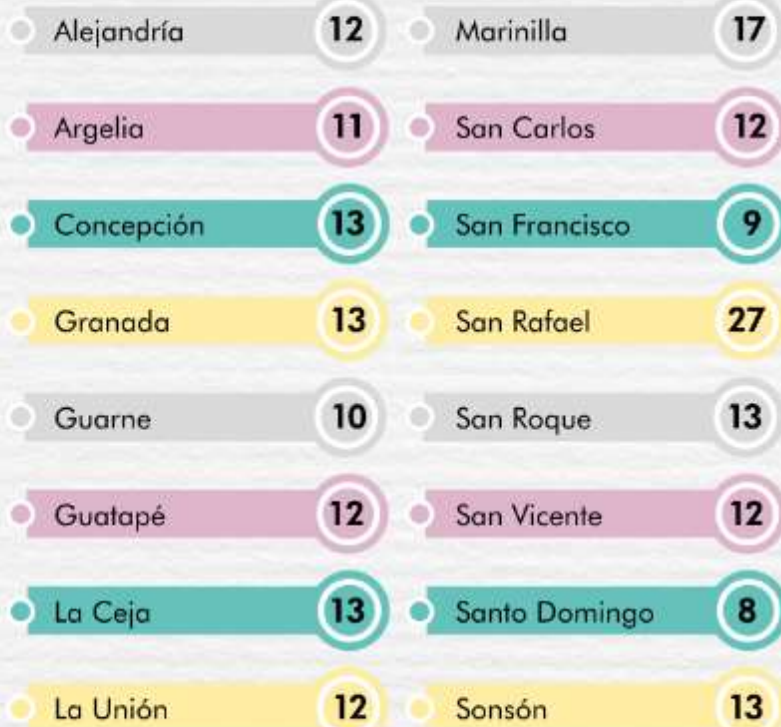 Alejandría 12
Argelia 11
Concepción 13
Granada 13
Guarne 10
Guatapé 12
La Ceja 13
La Unión 12
Marinilla 17
San Carlos 12
San Francisco 9
San Rafael 27
San Roque 13
San Vicente 12
Santo Domingo 8
Sonsón 13